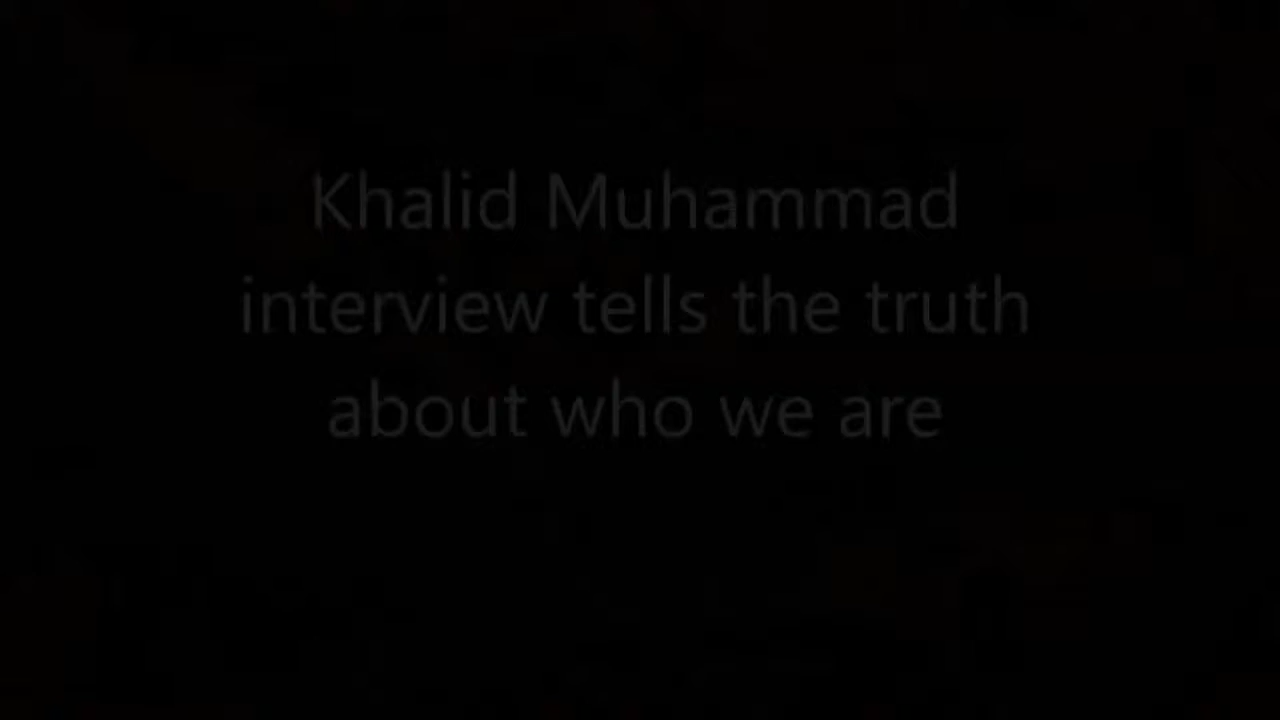 Khalid Muhammad
interview tells the truth
about who we are